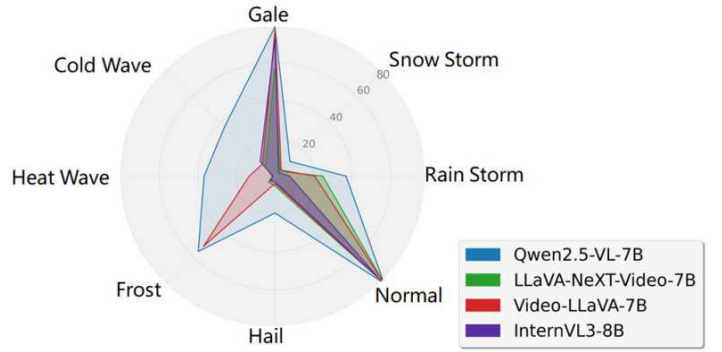 Gale
Cold Wave
Snow Storm
80
60
40
20
Heat Wave
Rain Storm
Frost
Normal
Hail
Qwen2.5-VL-7B
LLaVA-NeXT-Video-7B
Video-LLaVA-7B
InternVL3-8B